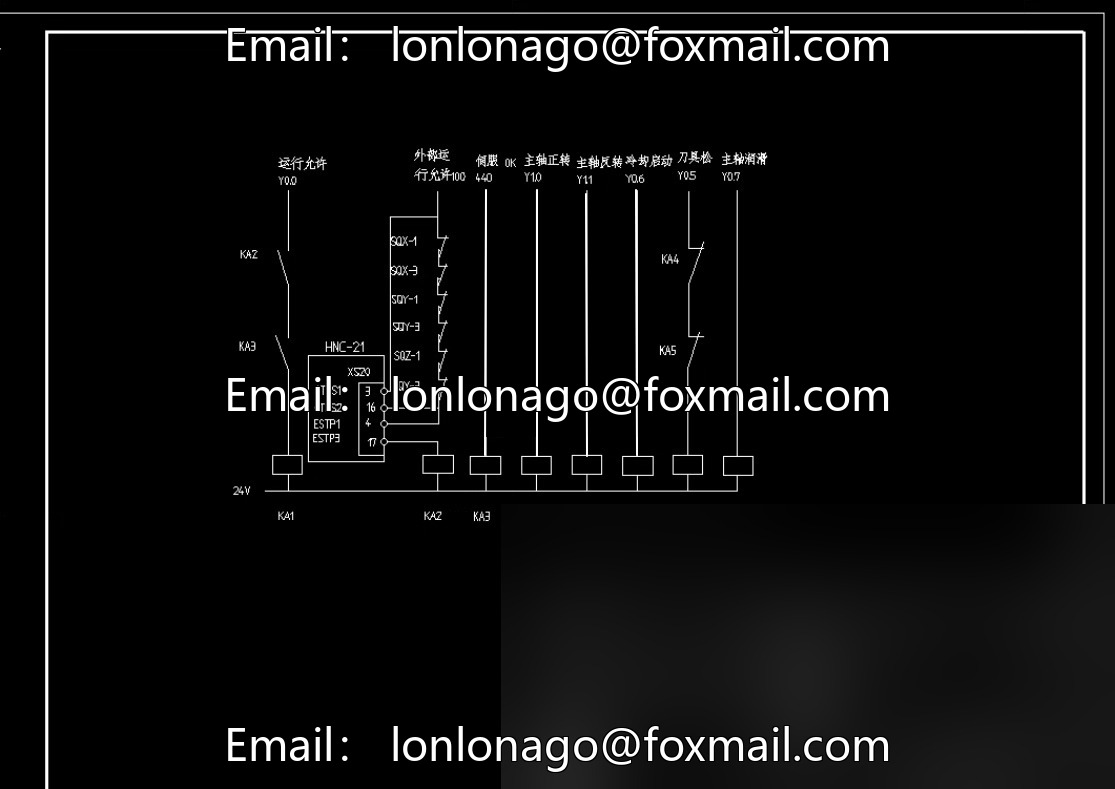 Email： lonlonago@foxmail.com
外部运
运行允许
行允许100
伺服 OK
主轴正转
主轴反转
冷却启动
刀具松
主轴润滑
Y0.0
440
Y1.0
Y1.1
Y0.6
Y0.5
Y0.7
SQX-1
KA2
KA4
SQX-3
SQY-1
SQY-3
KA3
HNC-21
KA5
SQZ-1
XS20
3
Email： lonlonago@foxmail.com
16
ESTP1
4
ESTP3
17
24V
KA1
KA2
KA3
Email： lonlonago@foxmail.com